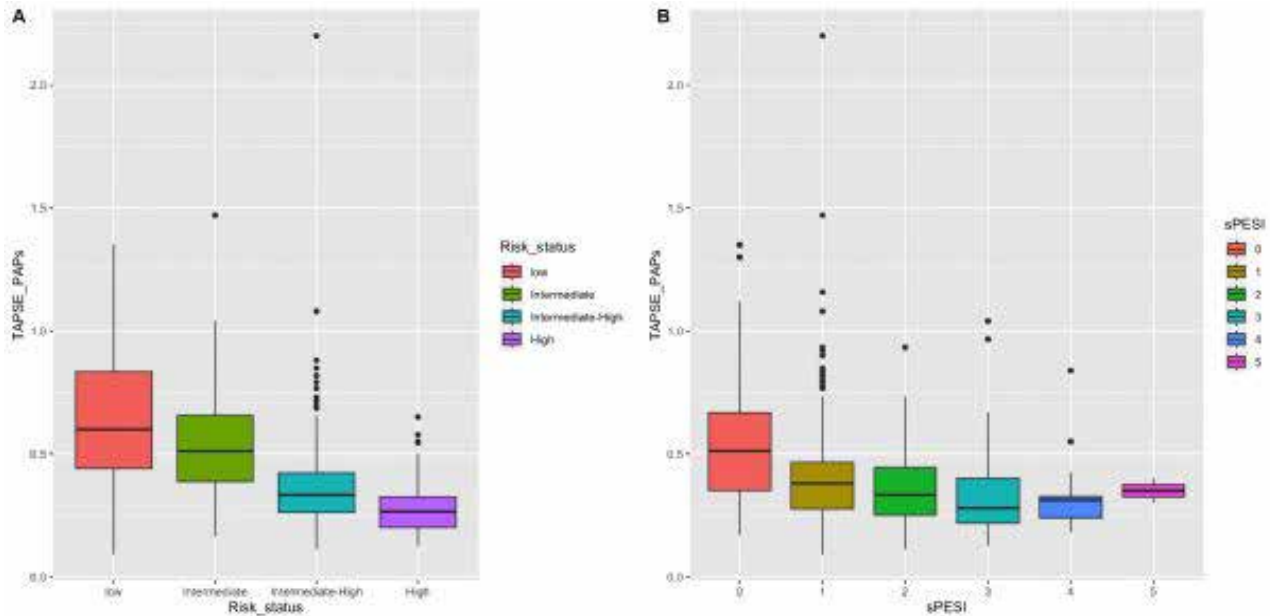 A
2.0
1.5
1.0
0.5
0.0
TAPSE_PAPs
low
Intermediate
Intermediate-High
High
Risk_status
Risk_status
low
Intermediate
Intermediate-High
High
B
2.0
1.5
1.0
0.5
0.0
TAPSE_PAPs
0
1
2
3
4
5
sPESI
sPESI
0
1
2
3
4
5